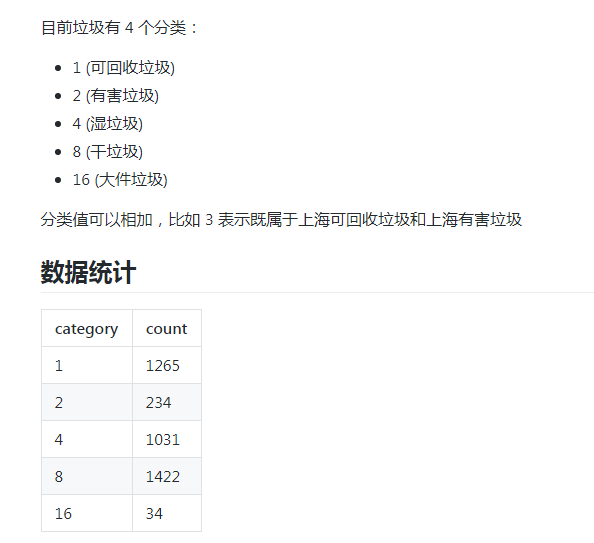 目前垃圾有 4 个分类：
1 (可回收垃圾)
2 (有害垃圾)
4 (湿垃圾)
8 (干垃圾)
16 (大件垃圾)
分类值可以相加，比如 3 表示既属于上海可回收垃圾和上海有害垃圾
数据统计
category count
1 1265
2 234
4 1031
8 1422
16 34